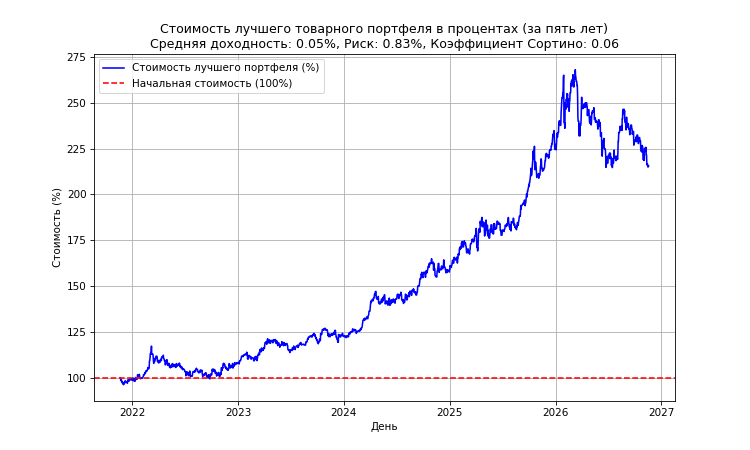 Стоимость лучшего товарного портфеля в процентах (за пять лет)
Средняя доходность: 0.05%, Риск: 0.83%, Коэффициент Сортино: 0.06
Стоимость лучшего портфеля (%)
Начальная стоимость (100%)
Стоимость (%)
275
250
225
200
175
150
125
100
2022
2023
2024
2025
2026
2027
День